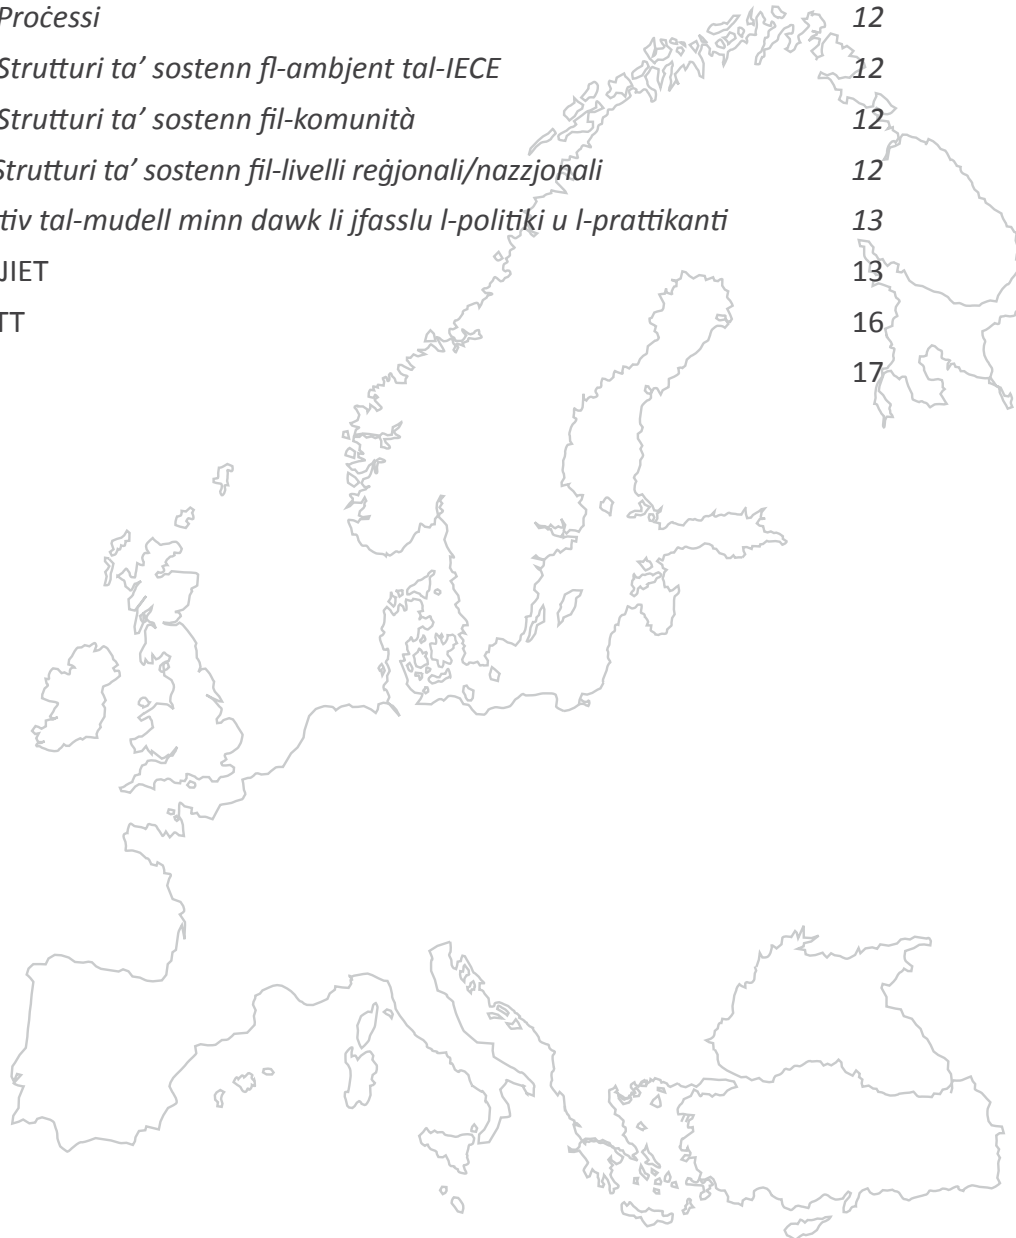 Proċessi 12
Strutturi ta’ sostenn fl-ambjent tal-IECE 12
Strutturi ta’ sostenn fil-komunità 12
Strutturi ta’ sostenn fil-livelli reġjonali/nazzjonali 12
tiv tal-mudell minn dawk li jfasslu l-politiki u l-prattikanti 13
JIET 13
TT 16
17